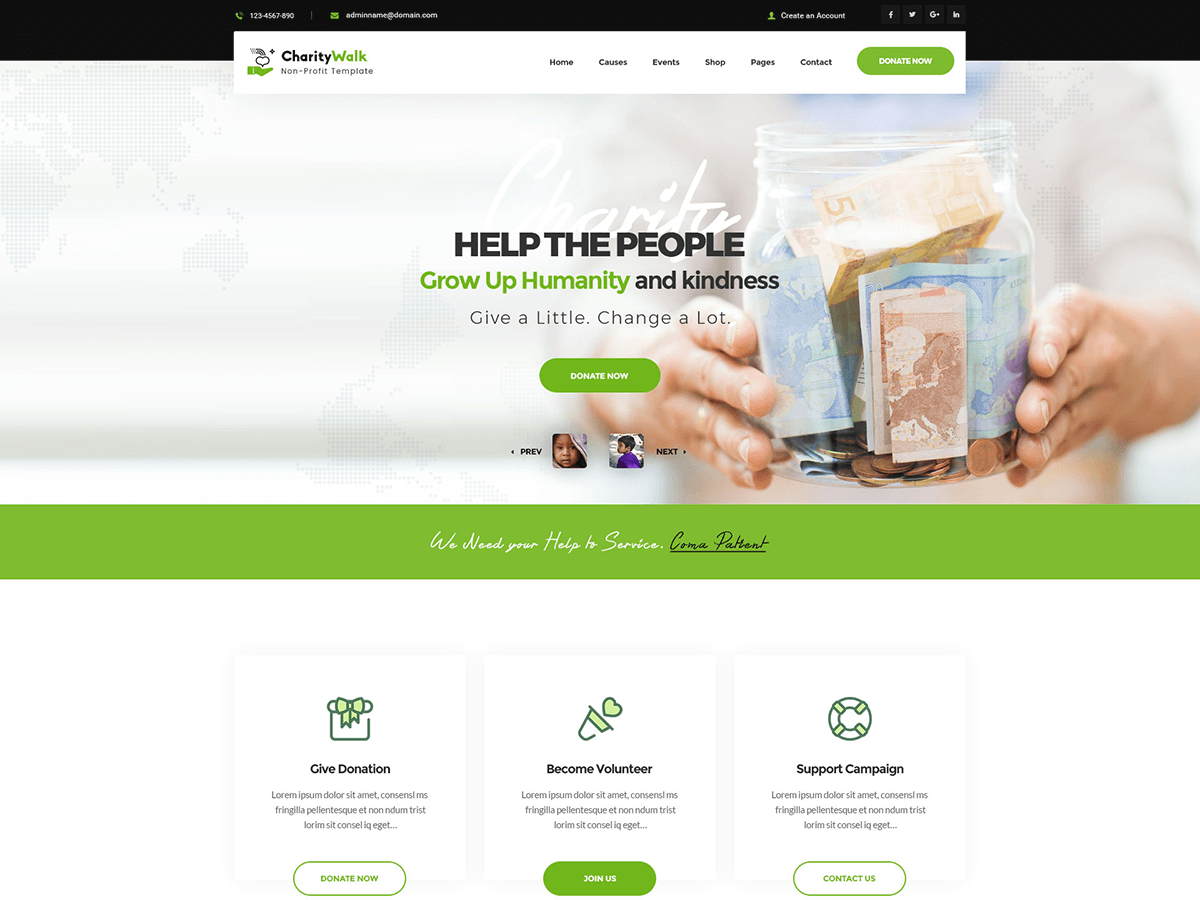 123-4567-890
adminname@domain.com
Create an Account
CharityWalk
Non-Profit Template
Home
Causes
Events
Shop
Pages
Contact
DONATE NOW
Charity
HELP THE PEOPLE
Grow Up Humanity and kindness
Give a Little. Change a Lot.
DONATE NOW
PREV
NEXT
We Need your Help to Service. Coma Patient
Give Donation
Lorem ipsum dolor sit amet, consensl ms
fringilla pellentesque et non ndum trist
lorim sit consel iq eget...
DONATE NOW
Become Volunteer
Lorem ipsum dolor sit amet, consensl ms
fringilla pellentesque et non ndum trist
lorim sit consel iq eget...
JOIN US
Support Campaign
Lorem ipsum dolor sit amet, consensl ms
fringilla pellentesque et non ndum trist
lorim sit consel iq eget...
CONTACT US